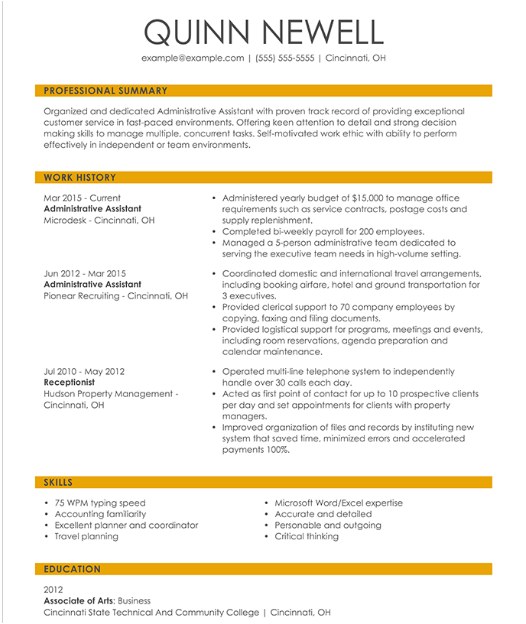 QUINN NEWELL
example@example.com | (555) 555-5555 | Cincinnati, OH
PROFESSIONAL SUMMARY
Organized and dedicated Administrative Assistant with proven track record of providing exceptional
customer service in fast-paced environments. Offering keen attention to detail and strong decision
making skills to manage multiple, concurrent tasks. Self-motivated work ethic with ability to perform
effectively in independent or team environments.
WORK HISTORY
Mar 2015 - Current
Administrative Assistant
Microdesk - Cincinnati, OH
• Administered yearly budget of $15,000 to manage office
requirements such as service contracts, postage costs and
supply replenishment.
• Completed bi-weekly payroll for 200 employees.
• Managed a 5-person administrative team dedicated to
serving the executive team needs in high-volume setting.
Jun 2012 - Mar 2015
Administrative Assistant
Pionear Recruiting - Cincinnati, OH
• Coordinated domestic and international travel arrangements,
including booking airfare, hotel and ground transportation for
3 executives.
• Provided clerical support to 70 company employees by
copying, faxing and filing documents.
• Provided logistical support for programs, meetings and events,
including room reservations, agenda preparation and
calendar maintenance.
Jul 2010 - May 2012
Receptionist
Hudson Property Management -
Cincinnati, OH
• Operated multi-line telephone system to independently
handle over 30 calls each day.
• Acted as first point of contact for up to 10 prospective clients
per day and set appointments for clients with property
managers.
• Improved organization of files and records by instituting new
system that saved time, minimized errors and accelerated
payments 100%.
SKILLS
• 75 WPM typing speed
• Accounting familiarity
• Excellent planner and coordinator
• Travel planning
• Microsoft Word/Excel expertise
• Accurate and detailed
• Personable and outgoing
• Critical thinking
EDUCATION
2012
Associate of Arts: Business
Cincinnati State Technical And Community College | Cincinnati, OH